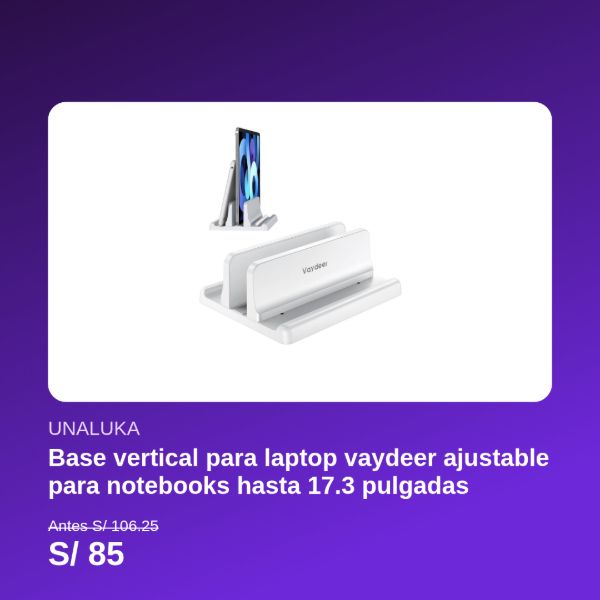 Vaydeer
UNALUKA
Base vertical para laptop vaydeer ajustable
para notebooks hasta 17.3 pulgadas
Antes S/ 106.25
S/ 85